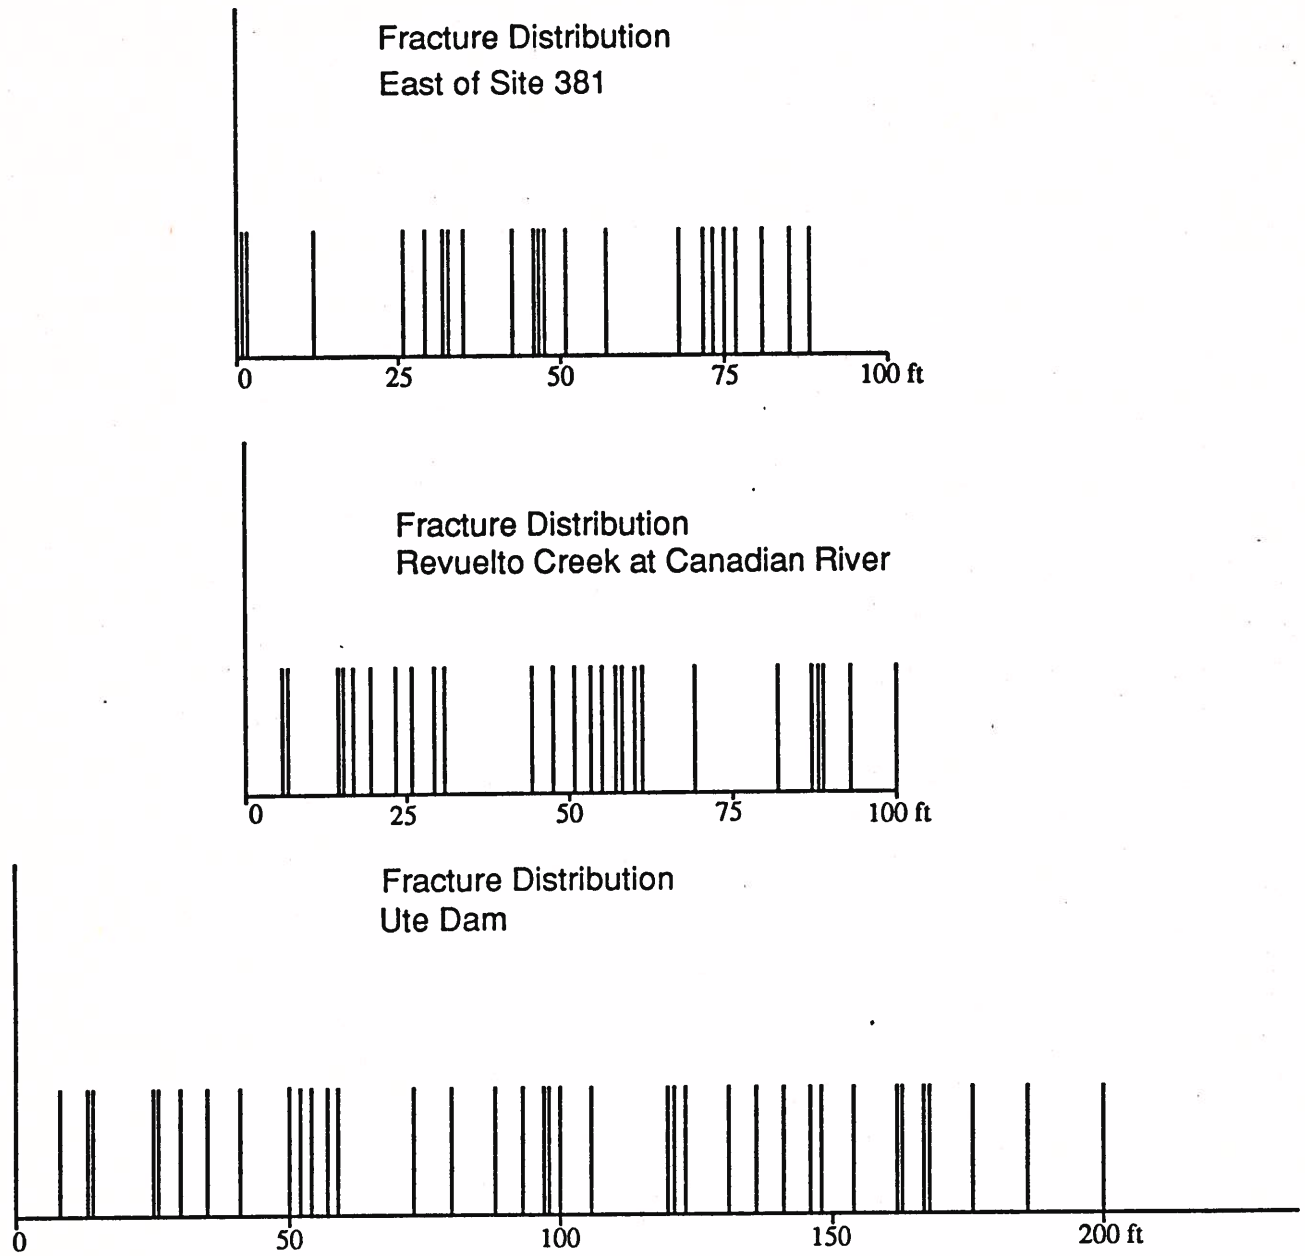 Fracture Distribution
East of Site 381
0 25 50 75 100 ft
Fracture Distribution
Revuelto Creek at Canadian River
0 25 50 75 100 ft
Fracture Distribution
Ute Dam
0 50 100 150 200 ft